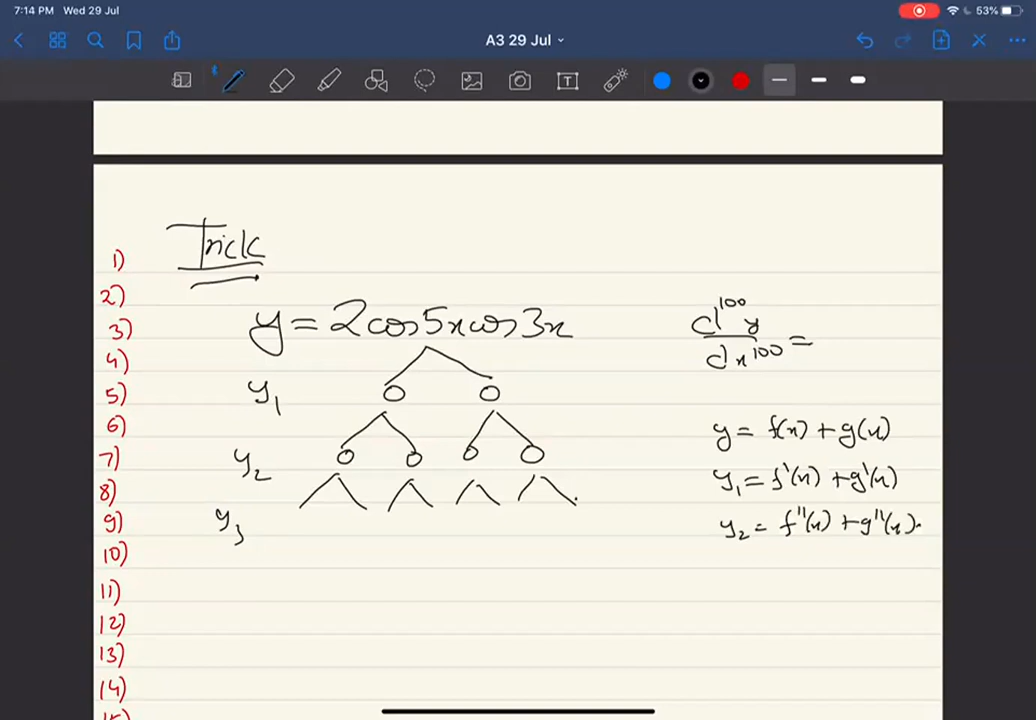 7:14 PM Wed 29 Jul
53%
A3 29 Jul
T
Trick
1)
2)
3)
4)
5)
6)
7)
8)
9)
10)
11)
12)
13)
14)
y = 2cos5xcos3x
y₁
y₂
y₃
d¹⁰⁰y/dx¹⁰⁰ =
y = f(x) + g(x)
y₁ = f'(x) + g'(x)
y₂ = f''(x) + g''(x).